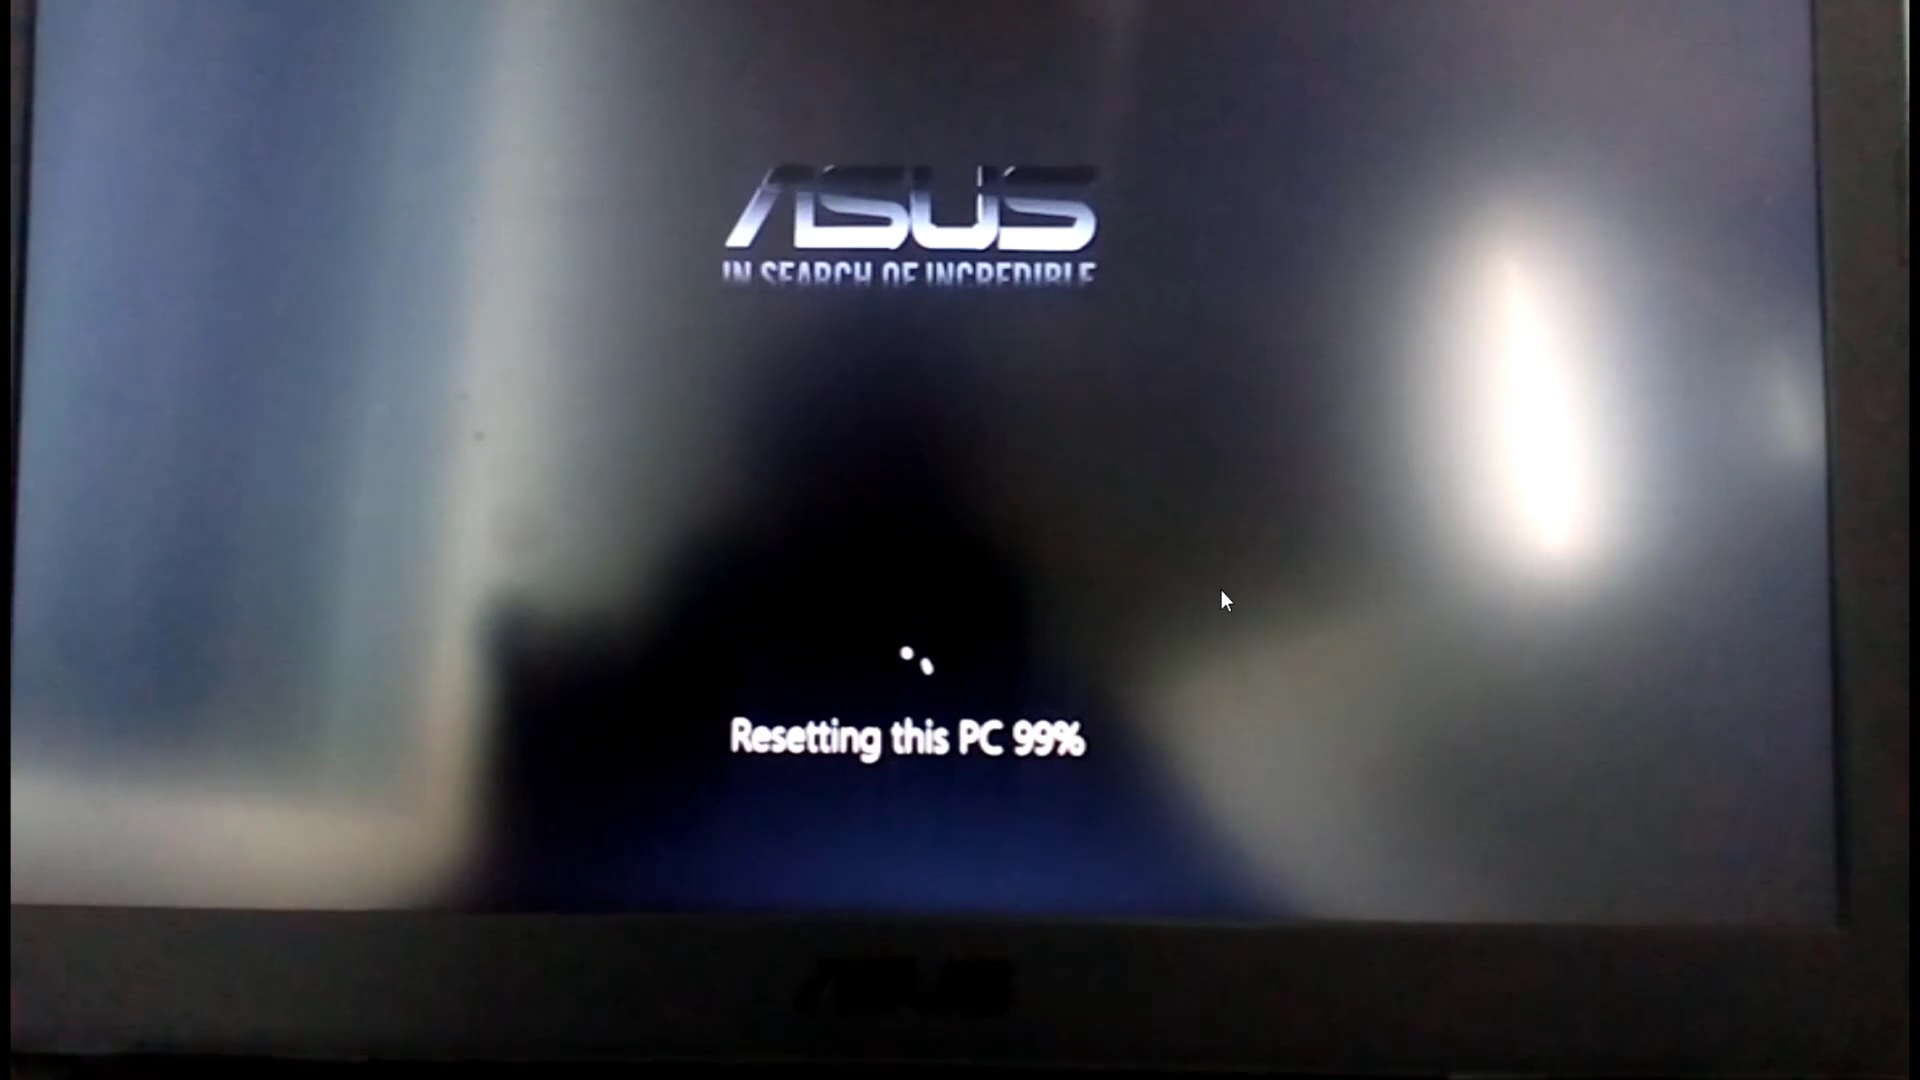 ASUS
IN SEARCH OF INCREDIBLE
Resetting this PC 99%
ASUS